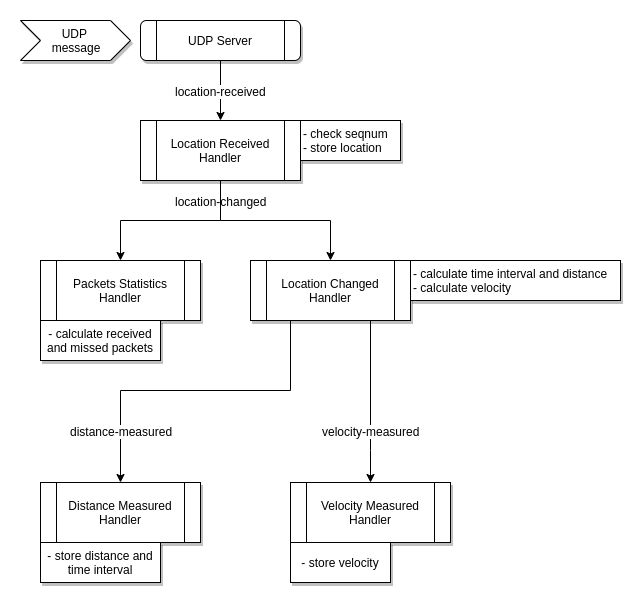 UDP
message
UDP Server
location-received
Location Received
Handler
- check seqnum
- store location
location-changed
Packets Statistics
Handler
- calculate received
and missed packets
Location Changed
Handler
- calculate time interval and distance
- calculate velocity
distance-measured
velocity-measured
Distance Measured
Handler
- store distance and
time interval
Velocity Measured
Handler
- store velocity